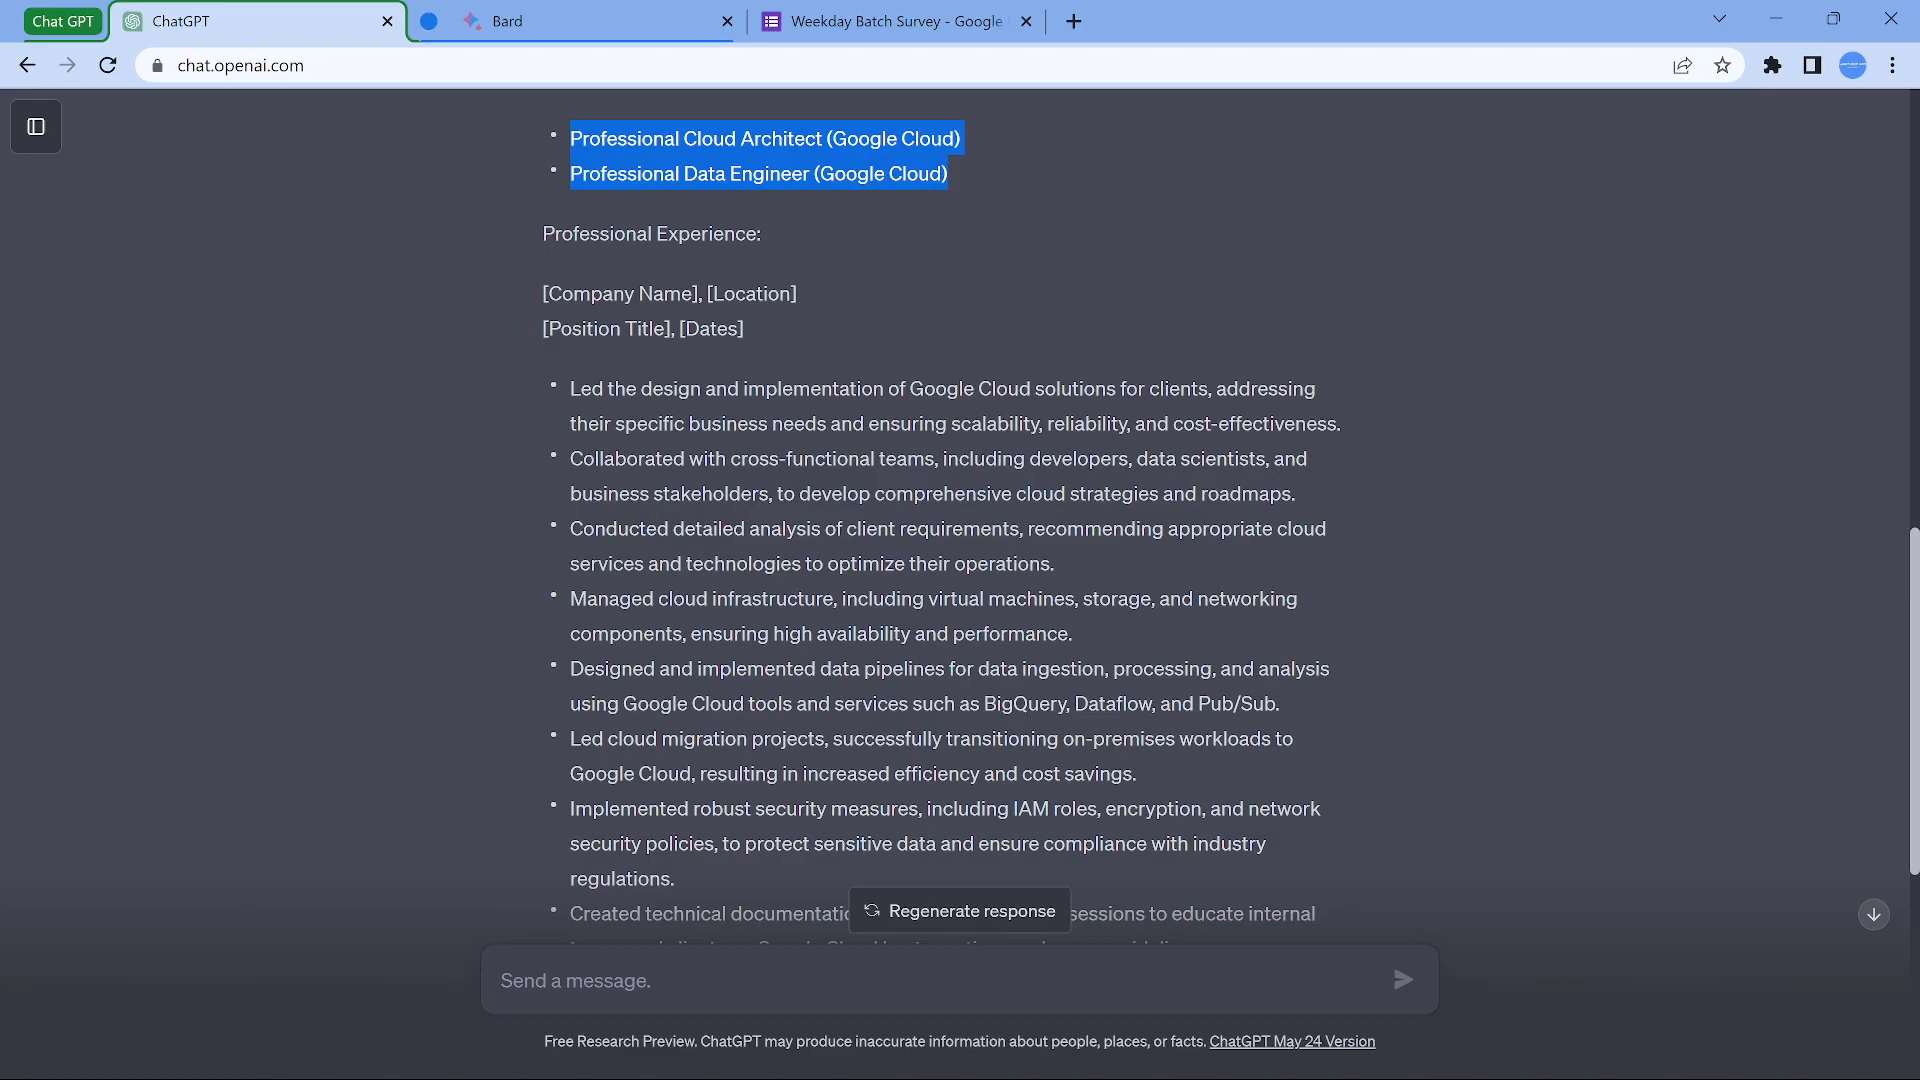 Chat GPT
ChatGPT
Bard
Weekday Batch Survey - Google
chat.openai.com
Professional Cloud Architect (Google Cloud)
Professional Data Engineer (Google Cloud)
Professional Experience:
[Company Name], [Location]
[Position Title], [Dates]
Led the design and implementation of Google Cloud solutions for clients, addressing
their specific business needs and ensuring scalability, reliability, and cost-effectiveness.
Collaborated with cross-functional teams, including developers, data scientists, and
business stakeholders, to develop comprehensive cloud strategies and roadmaps.
Conducted detailed analysis of client requirements, recommending appropriate cloud
services and technologies to optimize their operations.
Managed cloud infrastructure, including virtual machines, storage, and networking
components, ensuring high availability and performance.
Designed and implemented data pipelines for data ingestion, processing, and analysis
using Google Cloud tools and services such as BigQuery, Dataflow, and Pub/Sub.
Led cloud migration projects, successfully transitioning on-premises workloads to
Google Cloud, resulting in increased efficiency and cost savings.
Implemented robust security measures, including IAM roles, encryption, and network
security policies, to protect sensitive data and ensure compliance with industry
regulations.
Created technical sessions to educate internal
Regenerate response
Send a message.
Free Research Preview. ChatGPT may produce inaccurate information about people, places, or facts. ChatGPT May 24 Version